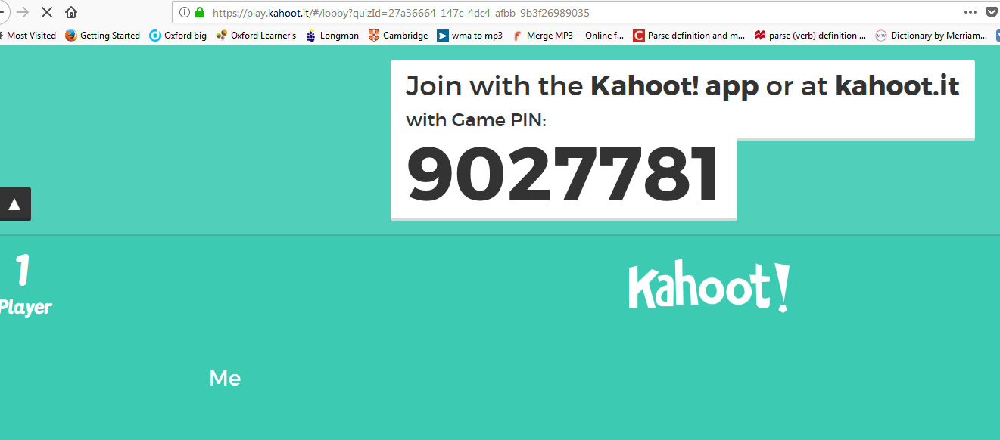 https://play.kahoot.it/#/lobby?quizId=27a36664-147c-4dc4-afbb-9b3f26989035
Most Visited Getting Started Oxford big Oxford Learner's Longman Cambridge wma to mp3 Merge MP3 -- Online f... Parse definition and m... parse (verb) definition ... Dictionary by Merriam...
Join with the Kahoot! app or at kahoot.it
with Game PIN:
9027781
1
Player
Kahoot!
Me